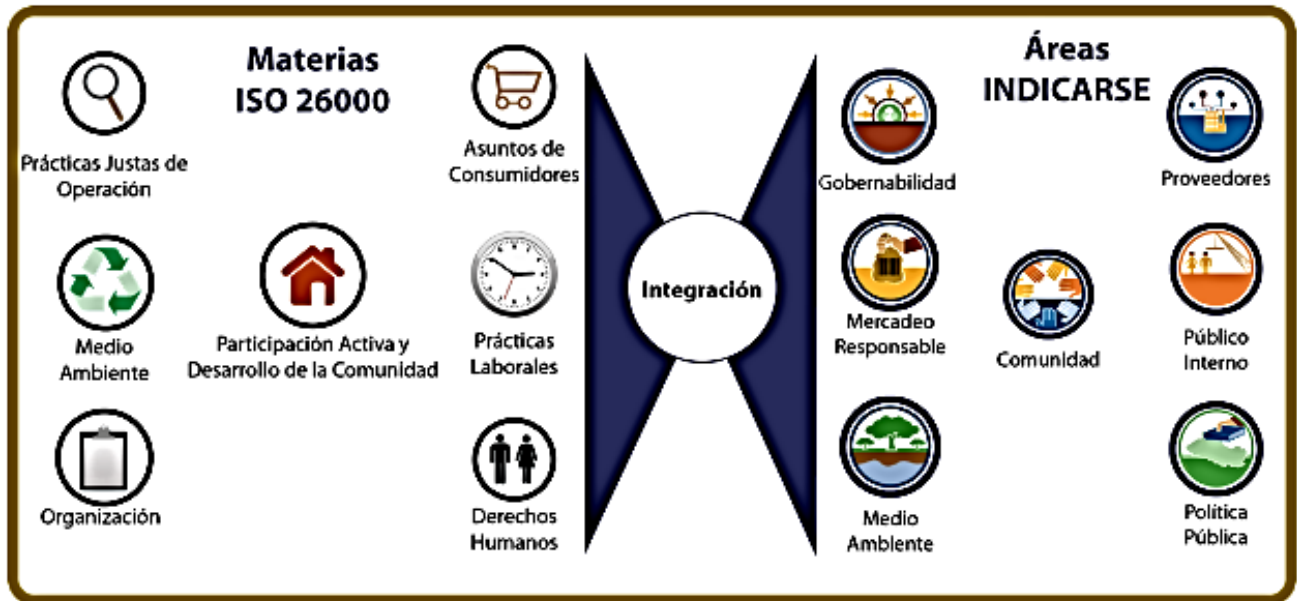 Materias
ISO 26000
Prácticas Justas de
Operación
Asuntos de
Consumidores
Medio
Ambiente
Participación Activa y
Desarrollo de la Comunidad
Prácticas
Laborales
Organización
Derechos
Humanos
Integración
Áreas
INDICARSE
Gobernabilidad
Proveedores
Mercadeo
Responsable
Comunidad
Público
Interno
Medio
Ambiente
Política
Pública